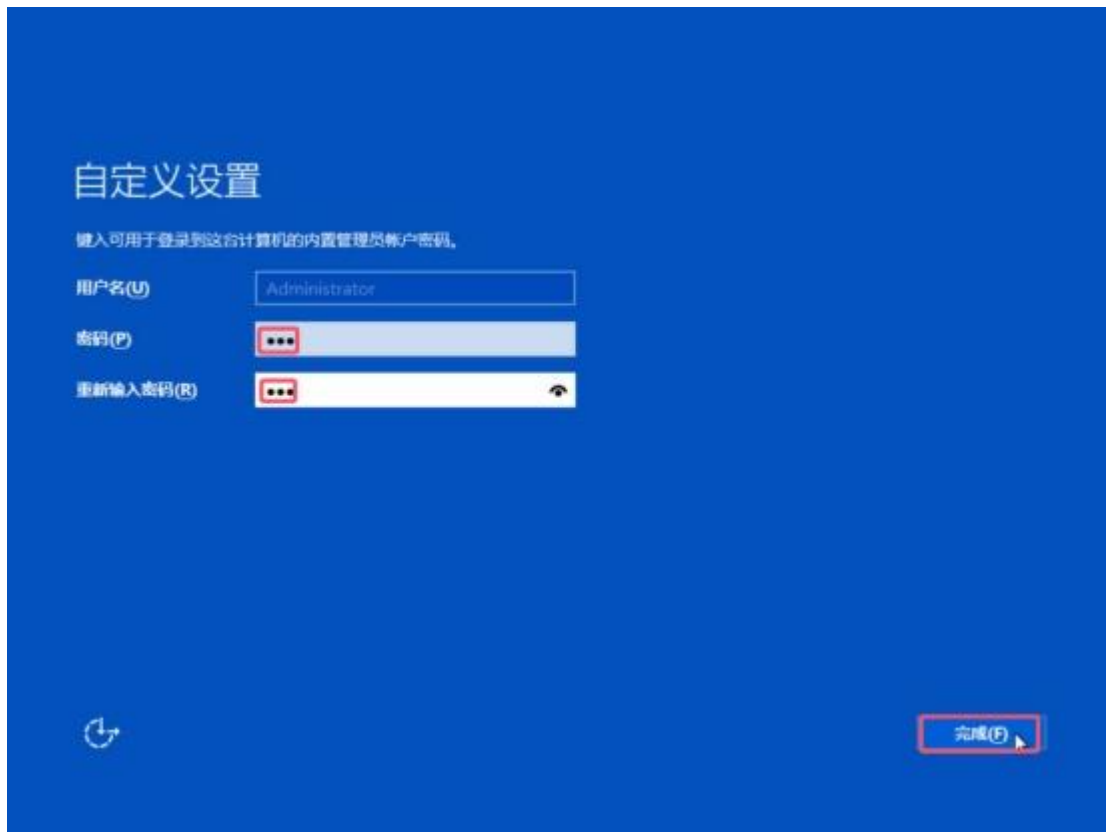 自定义设置
键入可用于登录到这台计算机的内置管理员帐户密码。
用户名(U)
Administrator
密码(P)
•••
重新输入密码(R)
•••
完成(F)